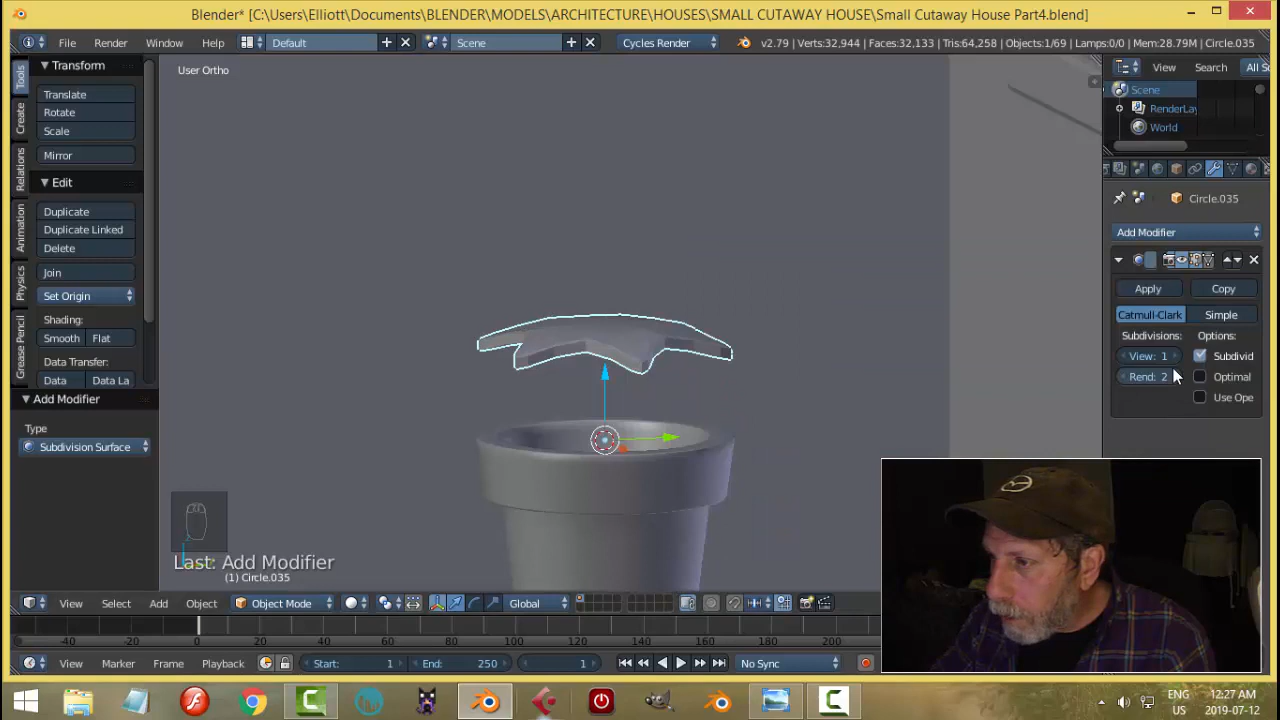 Blender* [C:\Users\Elliott\Documents\BLENDER\MODELS\ARCHITECTURE\HOUSES\SMALL CUTAWAY HOUSE\Small Cutaway House Part4.blend]
File Render Window Help Default Scene Cycles Render v2.79 | Verts:32,944 | Faces:32,133 | Tris:64,258 | Objects:1/69 | Lamps:0/0 | Mem:28.79M | Circle.035
Tools
Create
Relations
Animation
Physics
Grease Pencil
Transform
Translate
Rotate
Scale
Mirror
Edit
Duplicate
Duplicate Linked
Delete
Join
Set Origin
Shading:
Smooth Flat
Data Transfer:
Data Data La
Add Modifier
Type
Subdivision Surface
User Ortho
Last: Add Modifier
(1) Circle.035
View Search All S
Scene
RenderLay
World
Circle.035
Add Modifier
Apply Copy
Catmull-Clark Simple
Subdivisions: Options:
View: 1 Subdivid
Rend: 2 Optimal
Use Ope
View Select Add Object Object Mode Global
-40 -20 0 20 40 60 80 100 120 140 160 180 200
View Marker Frame Playback Start: 1 End: 250 1 No Sync
ENG 12:27 AM
US 2019-07-12